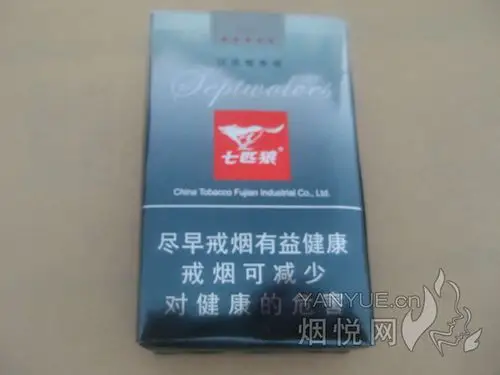 Septwolves
七匹狼®
China Tobacco Fujian Industrial Co., Ltd.
尽早戒烟有益健康
戒烟可减少
对健康的危害
YANYUE.cn
烟悦网